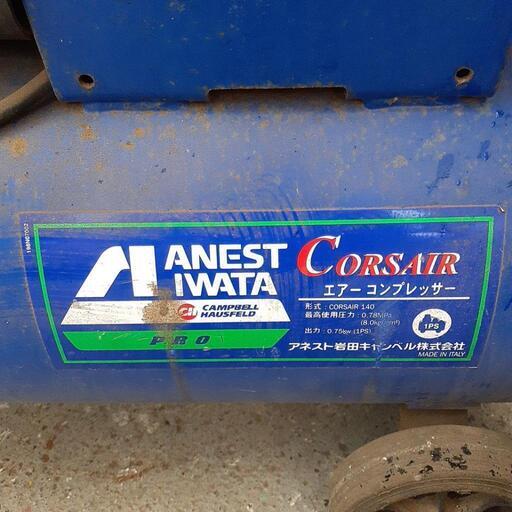 ANEST
IWATA
CAMPBELL
HAUSFELD
PRO
CORSAIR
エアー コンプレッサー
形式：CORSAIR 140
最高使用圧力：0.78MPa
(8.0kg/cm²)
出力：0.75kw (1PS)
1PS
アネスト岩田キャンベル株式会社
MADE IN ITALY